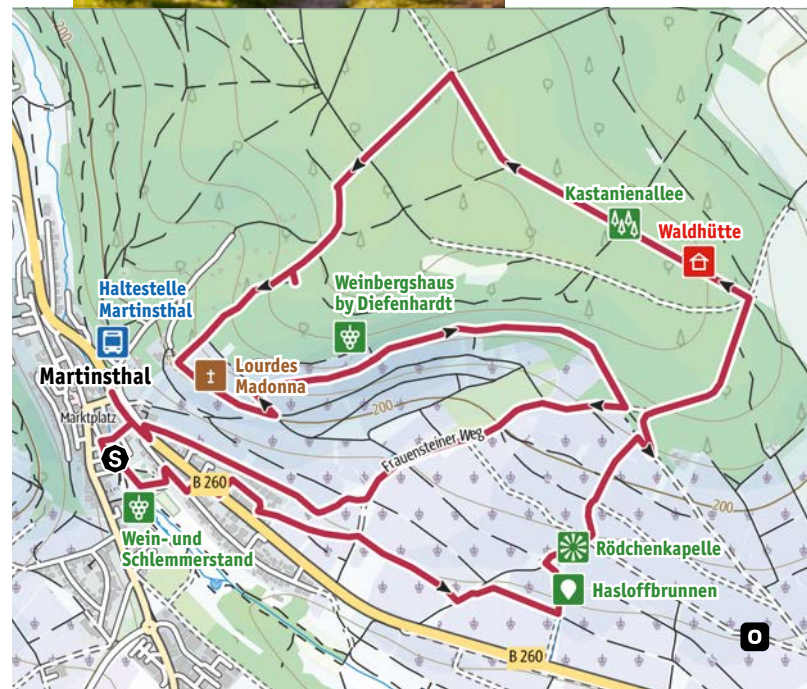 200
Kastanienallee
Waldhütte
Haltestelle
Martinsthal
Weinbergshaus
by Diefenhardt
Lourdes
Madonna
Martinsthal
200
Marktplatz
Frauensteiner Weg
S
B 260
200
Wein- und
Schlemmerstand
Rödchenkapelle
Hasloffbrunnen
O
B 260